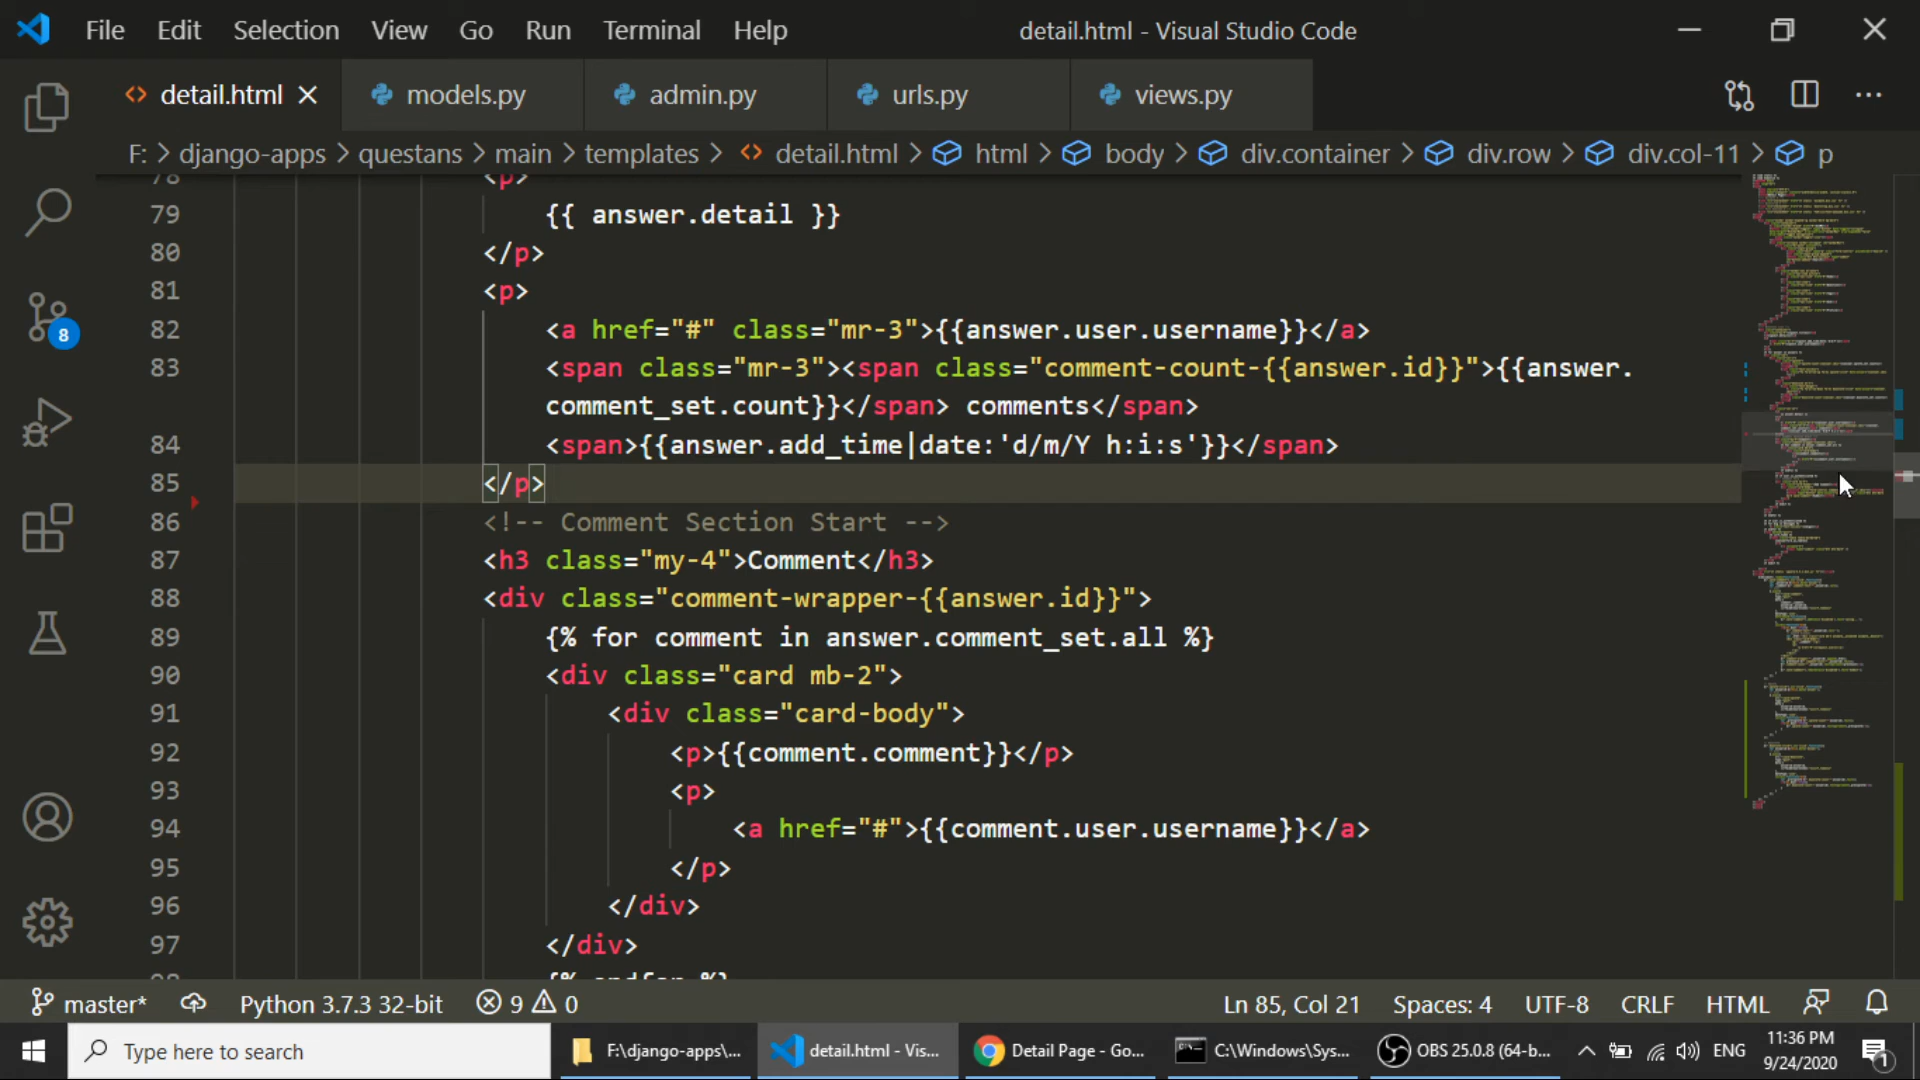 File Edit Selection View Go Run Terminal Help detail.html - Visual Studio Code
detail.html models.py admin.py urls.py views.py
F: > django-apps > questans > main > templates > detail.html > html > body > div.container > div.row > div.col-11 > p
78 <p>
79 {{ answer.detail }}
80 </p>
81 <p>
82 <a href="#" class="mr-3">{{answer.user.username}}</a>
83 <span class="mr-3"><span class="comment-count-{{answer.id}}">{{answer.
comment_set.count}}</span> comments</span>
84 <span>{{answer.add_time|date:'d/m/Y h:i:s'}}</span>
85 </p>
86 <!-- Comment Section Start -->
87 <h3 class="my-4">Comment</h3>
88 <div class="comment-wrapper-{{answer.id}}">
89 {% for comment in answer.comment_set.all %}
90 <div class="card mb-2">
91 <div class="card-body">
92 <p>{{comment.comment}}</p>
93 <p>
94 <a href="#">{{comment.user.username}}</a>
95 </p>
96 </div>
97 </div>
98 {% endfor %}
8
master* Python 3.7.3 32-bit 9 0 Ln 85, Col 21 Spaces: 4 UTF-8 CRLF HTML
Type here to search F:\django-apps\... detail.html - Vis... Detail Page - Go... C:\Windows\Sys... OBS 25.0.8 (64-b... ENG 11:36 PM
9/24/2020 1